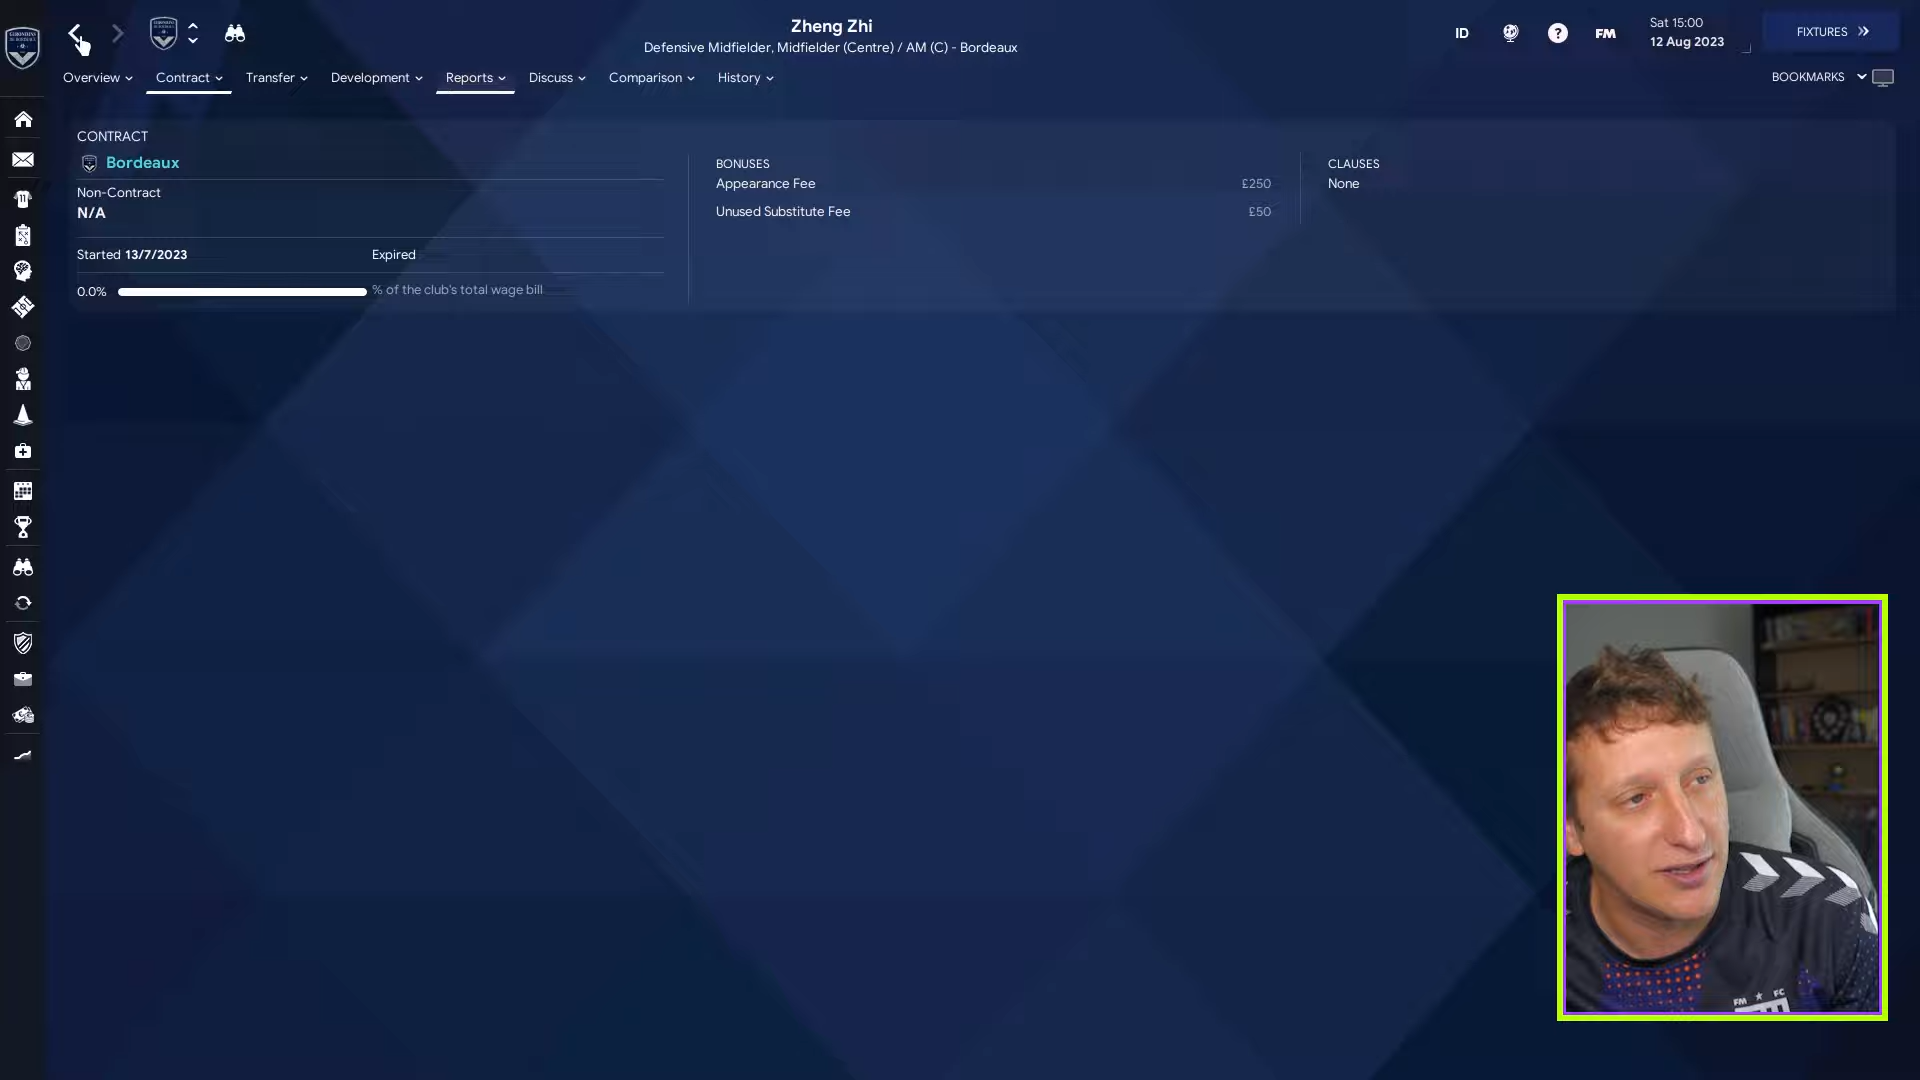 Zheng Zhi
Defensive Midfielder, Midfielder (Centre) / AM (C) - Bordeaux
ID
?
FM
Sat 15:00
12 Aug 2023
FIXTURES
Overview
Contract
Transfer
Development
Reports
Discuss
Comparison
History
BOOKMARKS
CONTRACT
Bordeaux
Non-Contract
N/A
Started 13/7/2023
Expired
0.0%
% of the club's total wage bill
BONUSES
Appearance Fee
£250
Unused Substitute Fee
£50
CLAUSES
None
FM
FC